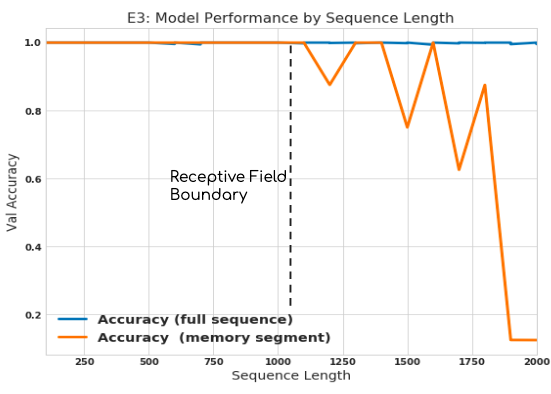 E3: Model Performance by Sequence Length
1.0
0.8
0.6
0.4
0.2
Val Accuracy
Receptive Field
Boundary
Accuracy (full sequence)
Accuracy (memory segment)
250 500 750 1000 1250 1500 1750 2000
Sequence Length